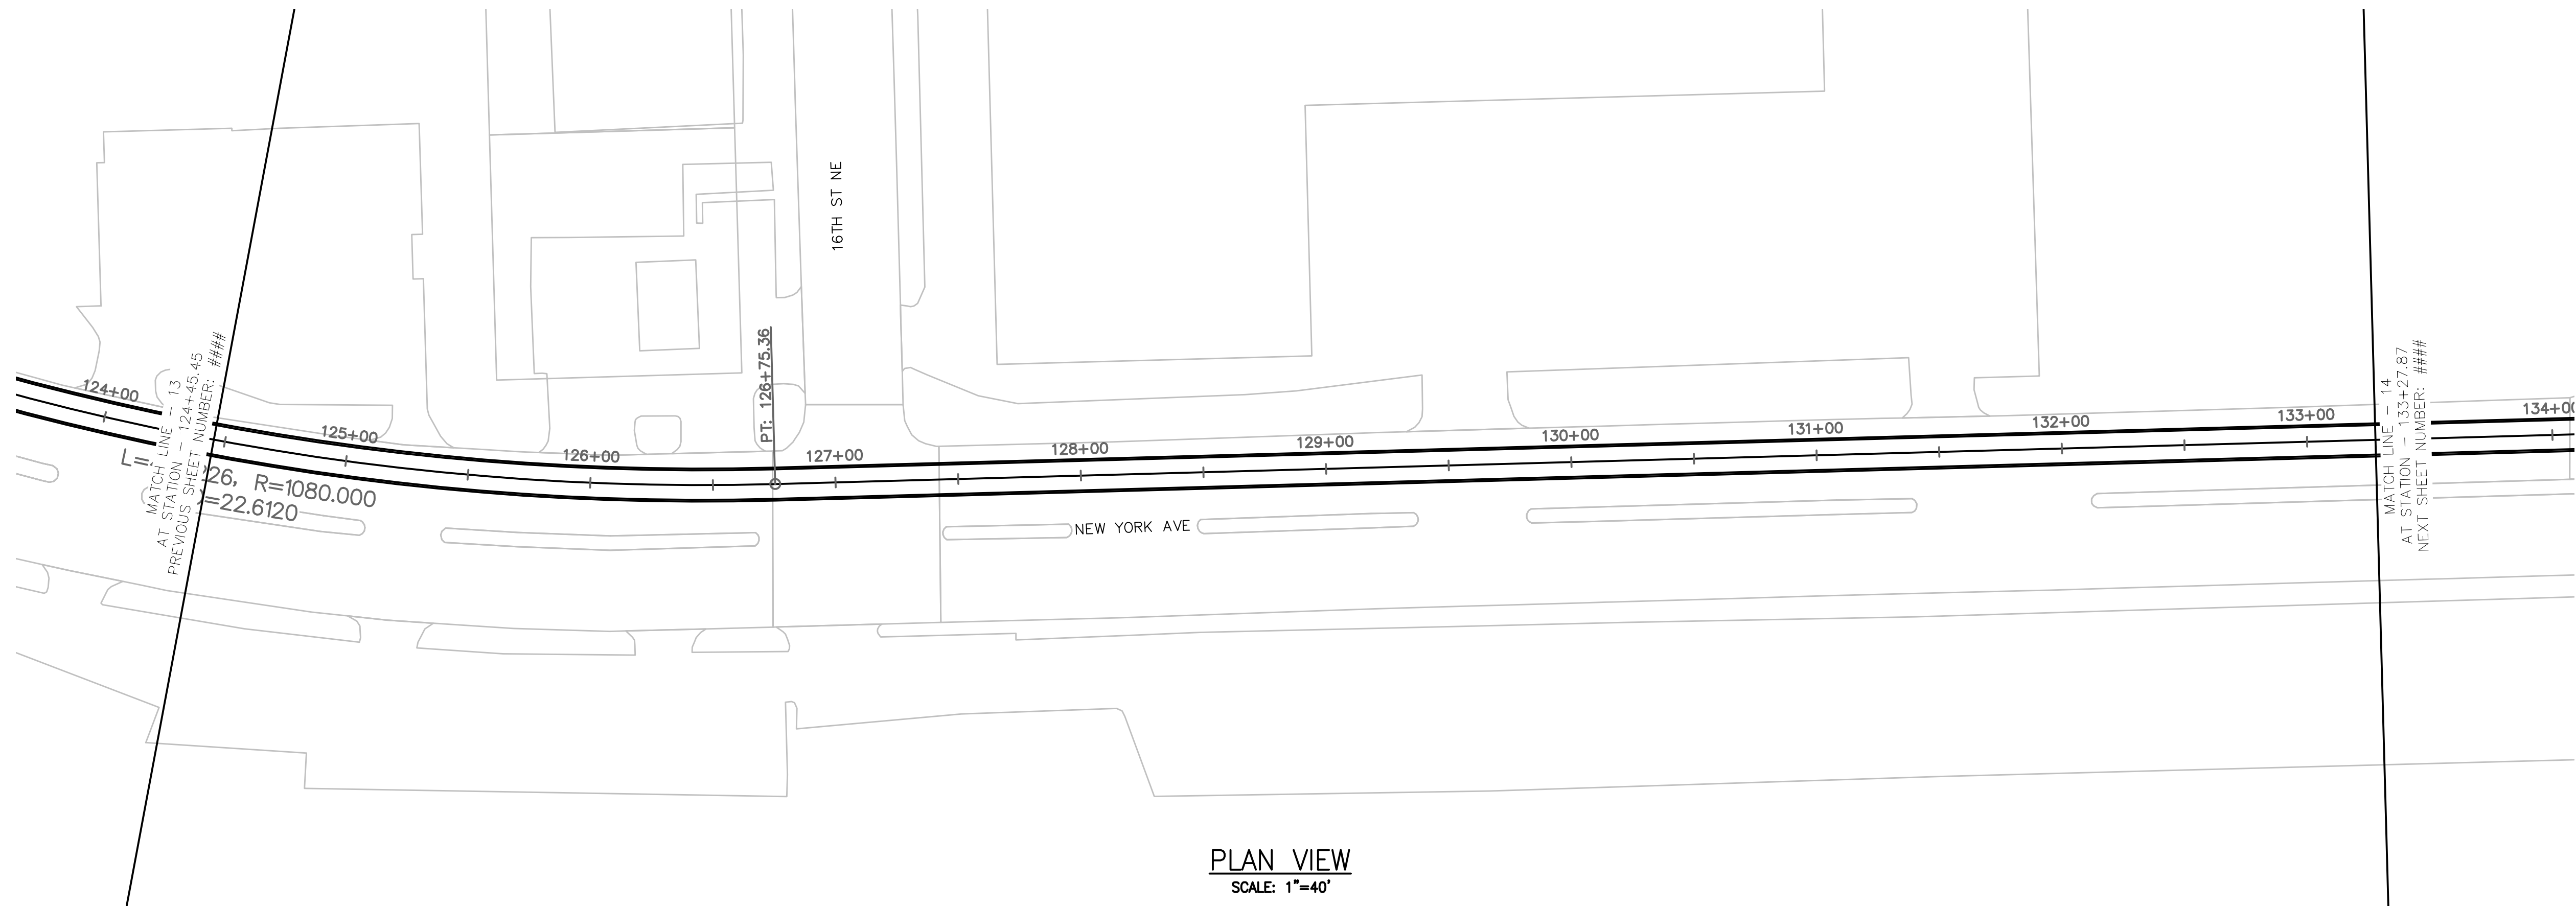 16TH ST NE
PT: 126+75.36
124+00
125+00
126+00
127+00
128+00
129+00
130+00
131+00
132+00
133+00
134+00
MATCH LINE - 13
AT STATION - 124+45.45
PREVIOUS SHEET NUMBER: ####
26, R=1080.000
=22.6120
NEW YORK AVE
MATCH LINE - 14
AT STATION - 133+27.87
NEXT SHEET NUMBER: ####
PLAN VIEW
SCALE: 1"=40'